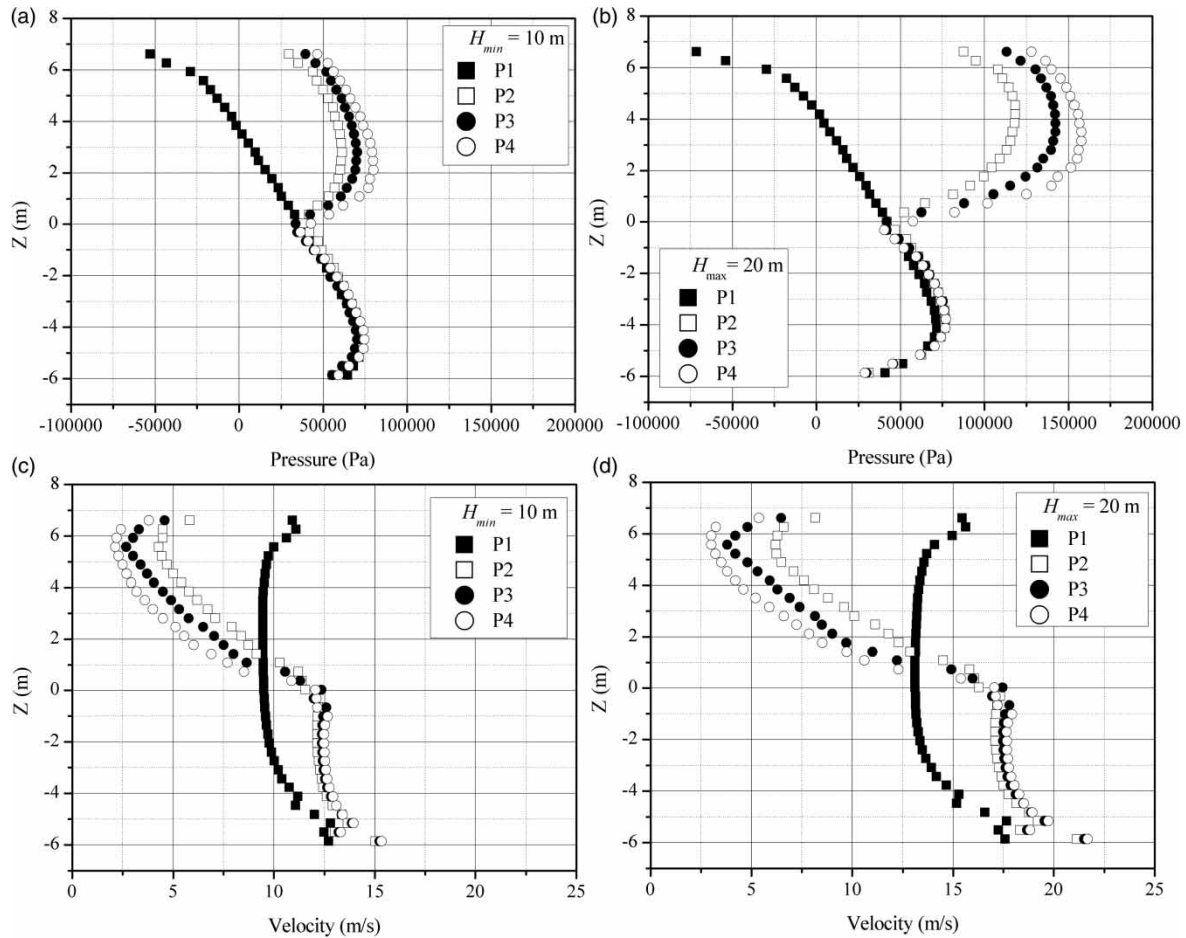 (a)
8
6
4
2
0
-2
-4
-6
Z (m)
-100000 -50000 0 50000 100000 150000 200000
Pressure (Pa)
H_min = 10 m
P1
P2
P3
P4
(b)
8
6
4
2
0
-2
-4
-6
Z (m)
-100000 -50000 0 50000 100000 150000 200000
Pressure (Pa)
H_max = 20 m
P1
P2
P3
P4
(c)
8
6
4
2
0
-2
-4
-6
Z (m)
0 5 10 15 20 25
Velocity (m/s)
H_min = 10 m
P1
P2
P3
P4
(d)
8
6
4
2
0
-2
-4
-6
Z (m)
0 5 10 15 20 25
Velocity (m/s)
H_max = 20 m
P1
P2
P3
P4